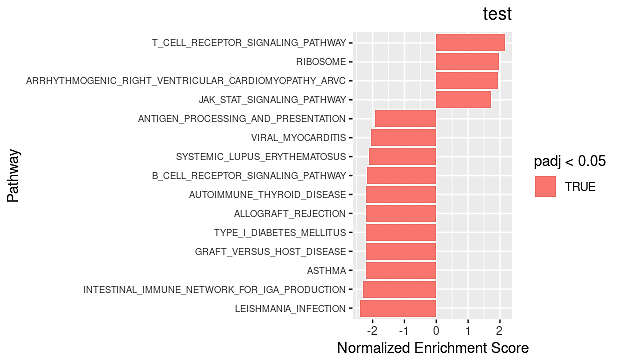 test
T_CELL_RECEPTOR_SIGNALING_PATHWAY
RIBOSOME
ARRHYTHMOGENIC_RIGHT_VENTRICULAR_CARDIOMYOPATHY_ARVC
JAK_STAT_SIGNALING_PATHWAY
ANTIGEN_PROCESSING_AND_PRESENTATION
VIRAL_MYOCARDITIS
SYSTEMIC_LUPUS_ERYTHEMATOSUS
B_CELL_RECEPTOR_SIGNALING_PATHWAY
AUTOIMMUNE_THYROID_DISEASE
ALLOGRAFT_REJECTION
TYPE_I_DIABETES_MELLITUS
GRAFT_VERSUS_HOST_DISEASE
ASTHMA
INTESTINAL_IMMUNE_NETWORK_FOR_IGA_PRODUCTION
LEISHMANIA_INFECTION
Pathway
-2 -1 0 1 2
Normalized Enrichment Score
padj < 0.05
TRUE